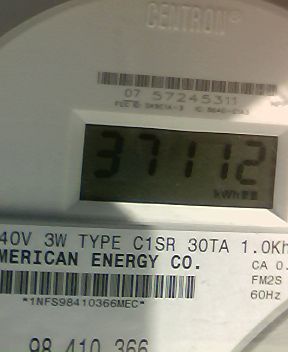 CENTRON®
07 57245311
37112
kWh
40V 3W TYPE C1SR 30TA 1.0Kh
MERICAN ENERGY CO.
CA 0.
FM2S
60Hz
*1NFS98410366MEC*
98 410 366